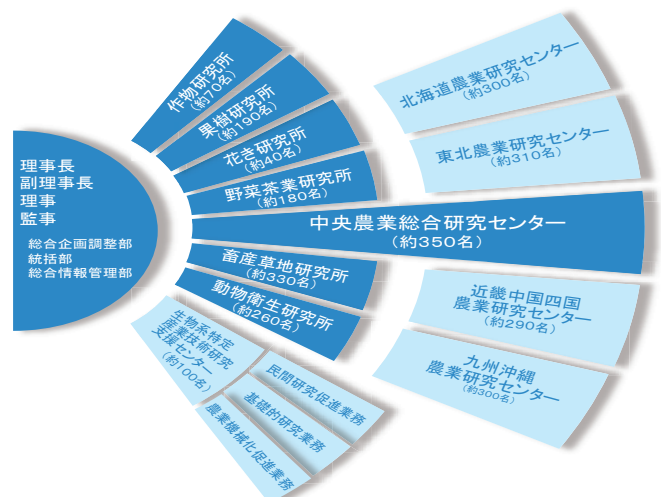 理事長
副理事長
理事
監事
総合企画調整部
統括部
総合情報管理部
作物研究所
(約70名)
果樹研究所
(約190名)
花き研究所
(約40名)
野菜茶業研究所
(約180名)
中央農業総合研究センター
(約350名)
畜産草地研究所
(約330名)
動物衛生研究所
(約260名)
生物系特定
産業技術研究
支援センター
(約100名)
民間研究促進業務
基礎的研究業務
農業機械化促進業務
北海道農業研究センター
(約300名)
東北農業研究センター
(約310名)
近畿中国四国
農業研究センター
(約290名)
九州沖縄
農業研究センター
(約300名)